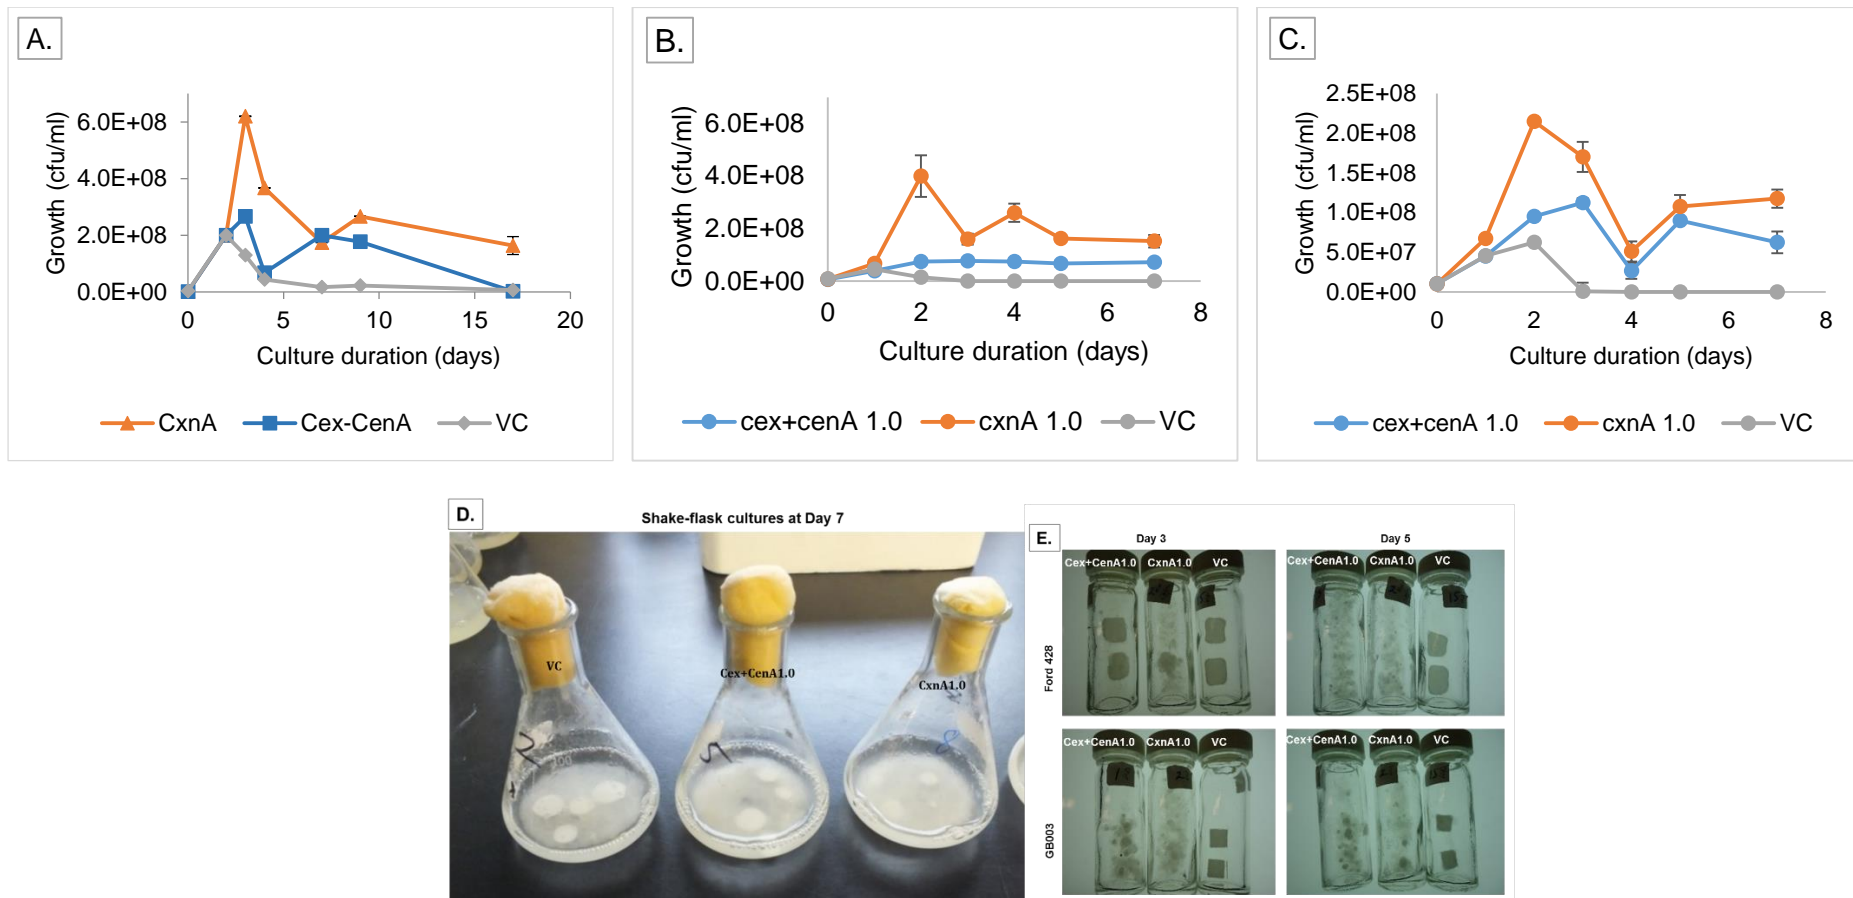 A.
6.0E+08
4.0E+08
2.0E+08
0.0E+00
0 5 10 15 20
Growth (cfu/ml)
Culture duration (days)
CxnA Cex-CenA VC
B.
6.0E+08
4.0E+08
2.0E+08
0.0E+00
0 2 4 6 8
Growth (cfu/ml)
Culture duration (days)
cex+cenA 1.0 cxnA 1.0 VC
C.
2.5E+08
2.0E+08
1.5E+08
1.0E+08
5.0E+07
0.0E+00
0 2 4 6 8
Growth (cfu/ml)
Culture duration (days)
cex+cenA 1.0 cxnA 1.0 VC
D.
Shake-flask cultures at Day 7
VC
Cex+CenA1.0
CxnA1.0
8
E.
Day 3 Day 5
Ford 428
Cex+CenA1.0 CxnA1.0 VC
Cex+CenA1.0 CxnA1.0 VC
GB003
Cex+CenA1.0 CxnA1.0 VC
Cex+CenA1.0 CxnA1.0 VC